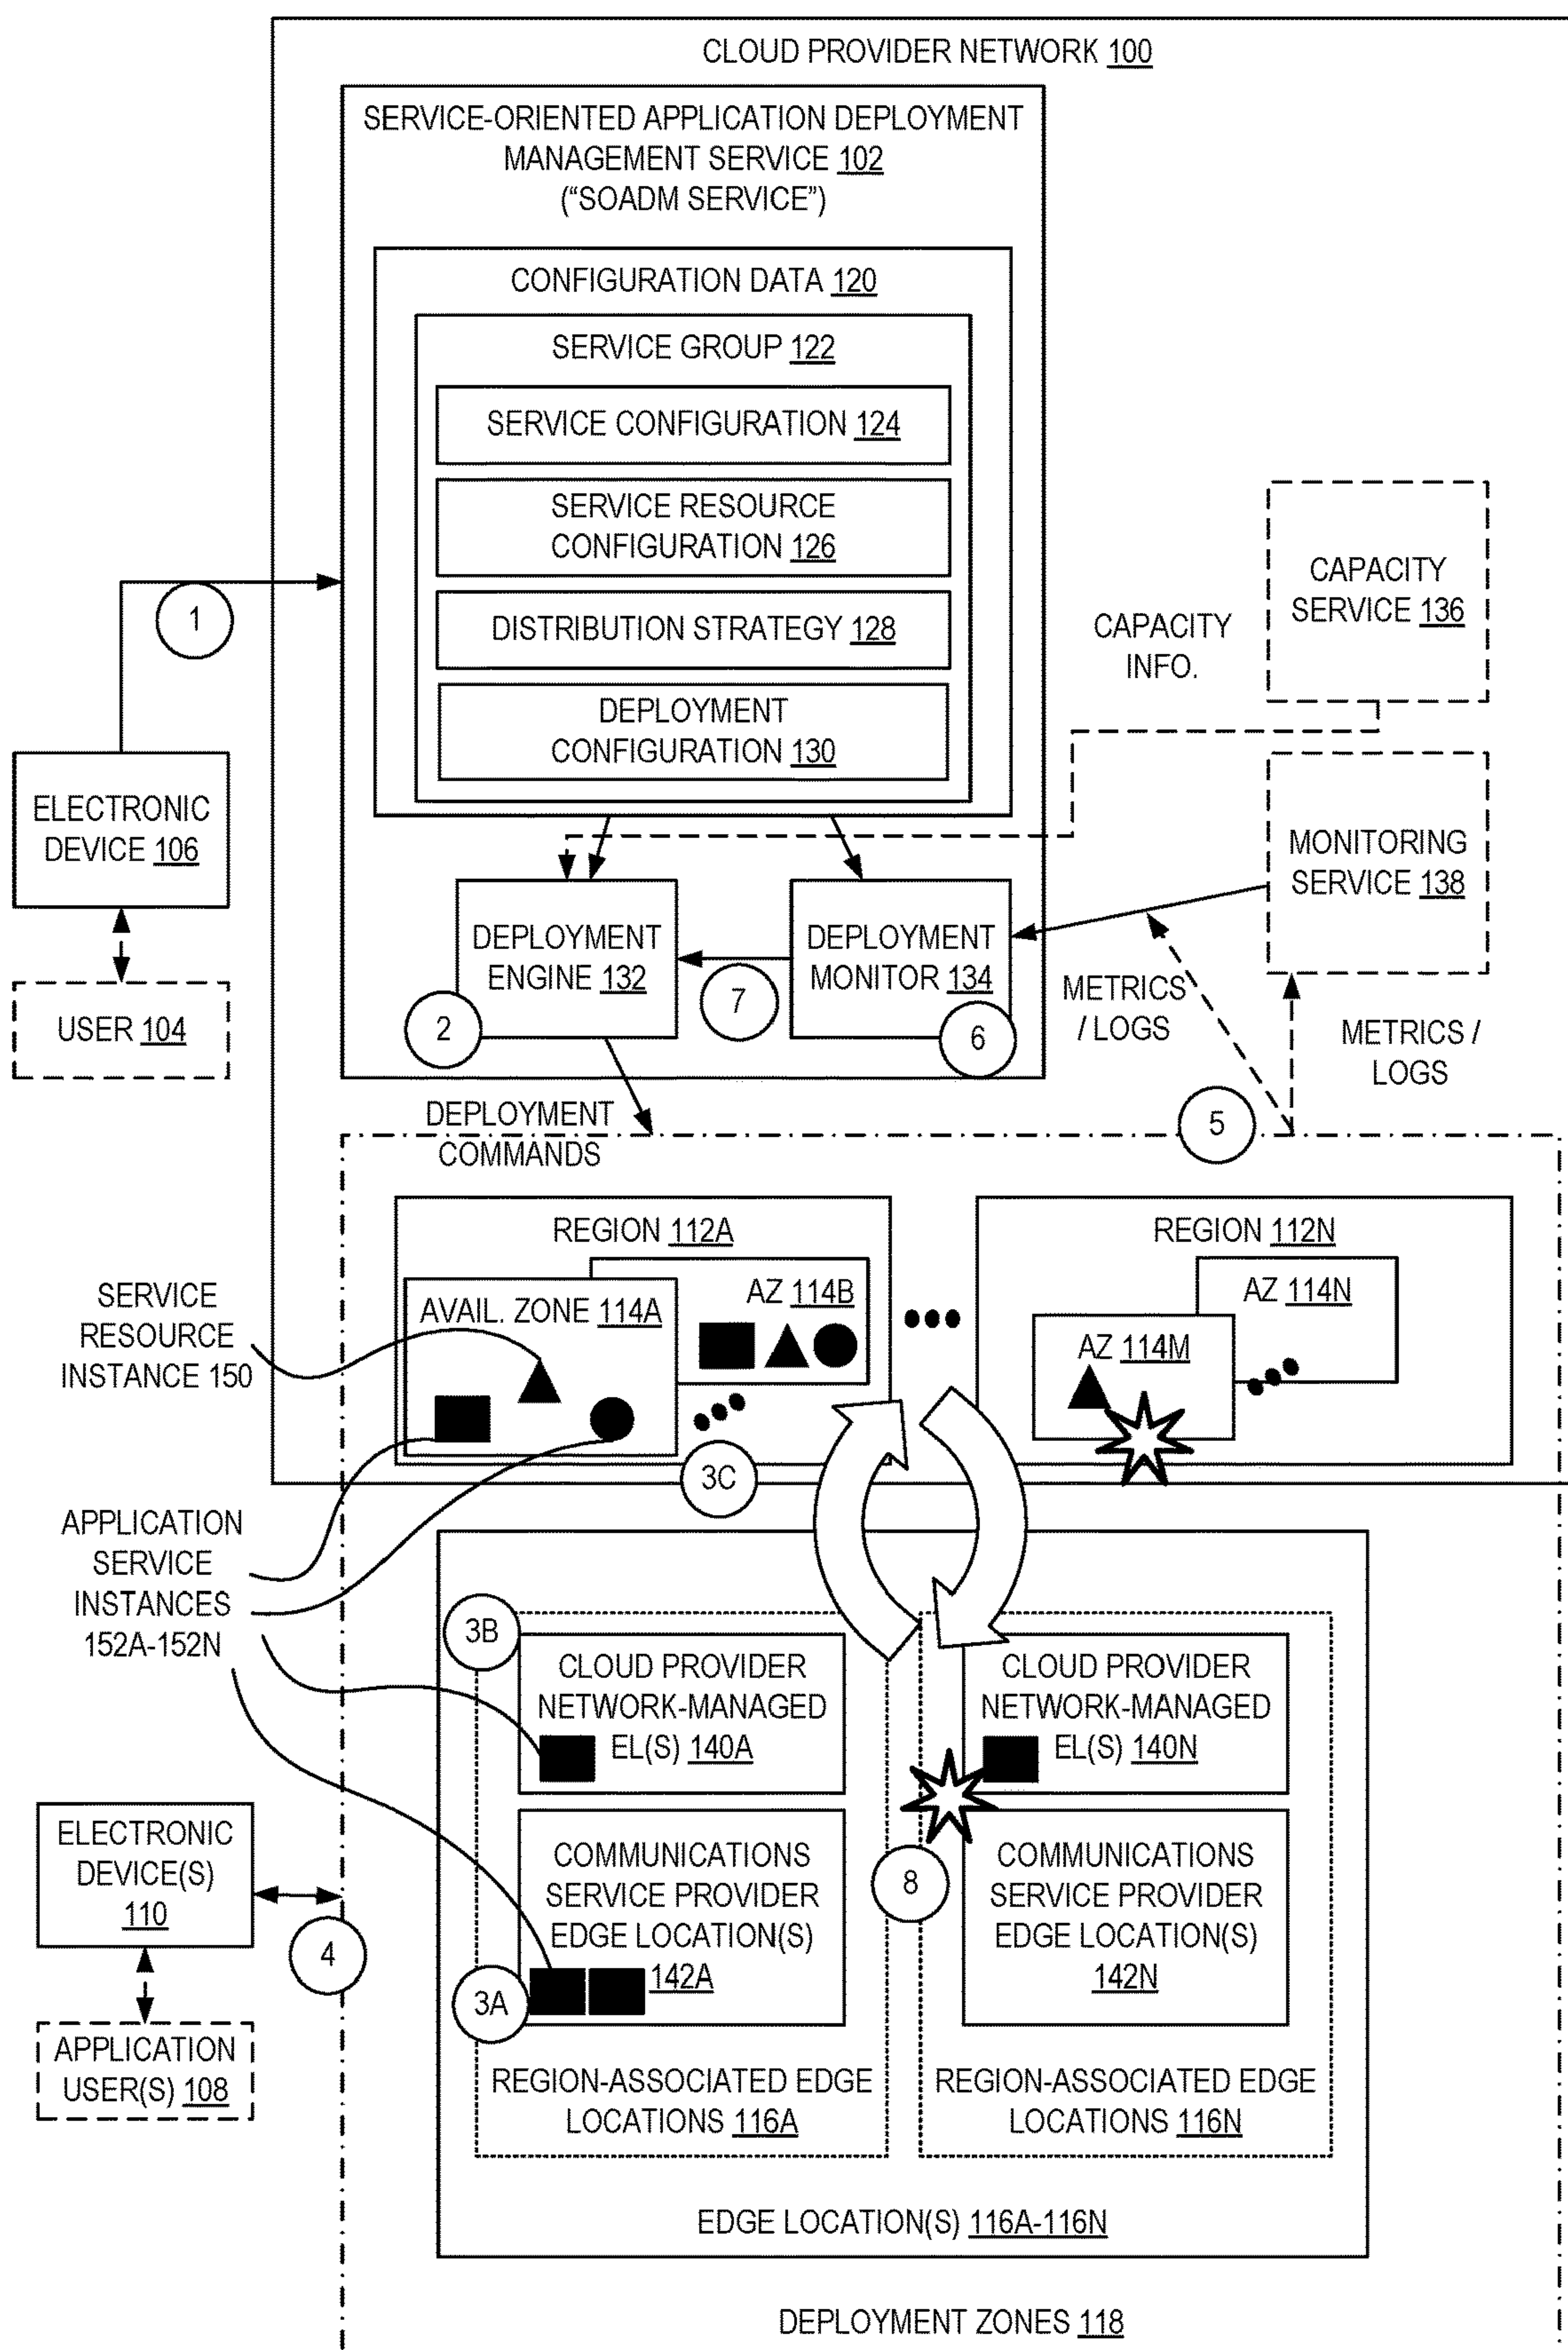 CLOUD PROVIDER NETWORK 100
SERVICE-ORIENTED APPLICATION DEPLOYMENT
MANAGEMENT SERVICE 102
("SOADM SERVICE")
CONFIGURATION DATA 120
SERVICE GROUP 122
SERVICE CONFIGURATION 124
SERVICE RESOURCE
CONFIGURATION 126
DISTRIBUTION STRATEGY 128
DEPLOYMENT
CONFIGURATION 130
CAPACITY
SERVICE 136
CAPACITY
INFO.
1
ELECTRONIC
DEVICE 106
USER 104
MONITORING
SERVICE 138
DEPLOYMENT
ENGINE 132
DEPLOYMENT
MONITOR 134
2
7
6
METRICS
/ LOGS
METRICS /
LOGS
5
DEPLOYMENT
COMMANDS
REGION 112A
AVAIL. ZONE 114A
AZ 114B
REGION 112N
AZ 114N
AZ 114M
SERVICE
RESOURCE
INSTANCE 150
3C
APPLICATION
SERVICE
INSTANCES
152A-152N
3B
CLOUD PROVIDER
NETWORK-MANAGED
EL(S) 140A
CLOUD PROVIDER
NETWORK-MANAGED
EL(S) 140N
COMMUNICATIONS
SERVICE PROVIDER
EDGE LOCATION(S)
142A
3A
8
COMMUNICATIONS
SERVICE PROVIDER
EDGE LOCATION(S)
142N
ELECTRONIC
DEVICE(S)
110
4
APPLICATION
USER(S) 108
REGION-ASSOCIATED EDGE
LOCATIONS 116A
REGION-ASSOCIATED EDGE
LOCATIONS 116N
EDGE LOCATION(S) 116A-116N
DEPLOYMENT ZONES 118